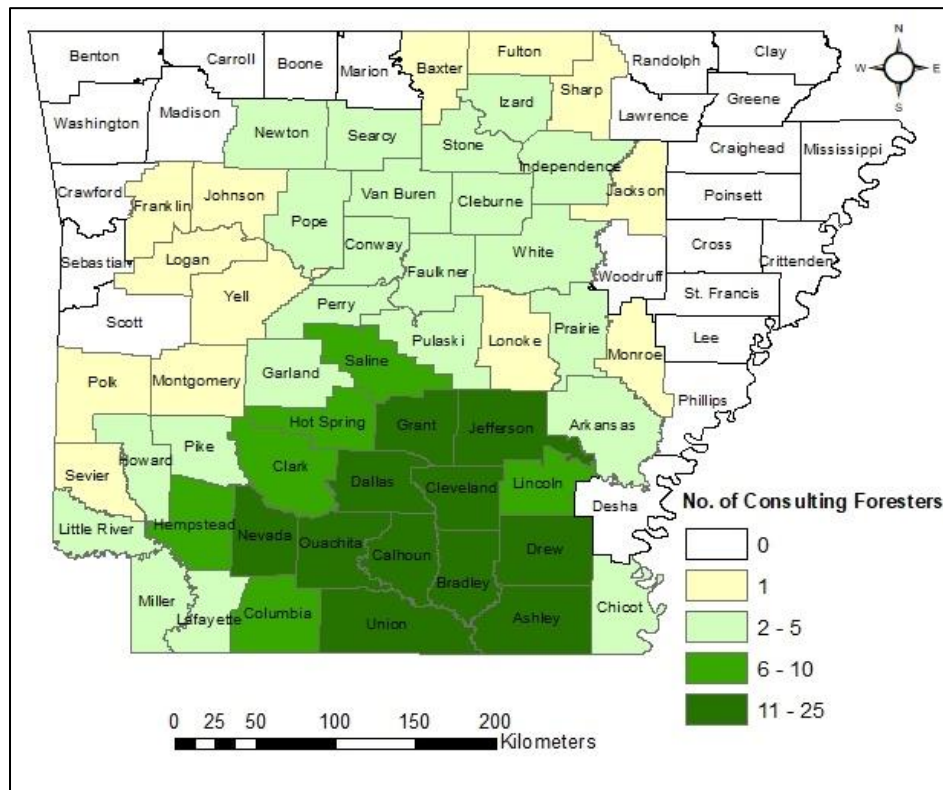 N
W E
S
Benton
Carroll
Boone
Marion
Baxter
Fulton
Randolph
Clay
Sharp
Izard
Greene
Lawrence
Washington
Madison
Newton
Searcy
Stone
Independence
Craighead
Mississippi
Crawford
Franklin
Johnson
Jackson
Poinsett
Pope
Van Buren
Cleburne
Sebastian
Logan
Conway
Faulkner
White
Woodruff
Cross
Crittenden
Yell
St. Francis
Scott
Perry
Pulaski
Lonoke
Prairie
Monroe
Lee
Saline
Garland
Polk
Montgomery
Phillips
Hot Spring
Grant
Jefferson
Arkansas
Howard
Pike
Clark
Sevier
Dallas
Cleveland
Lincoln
Desha
Little River
Hempstead
Nevada
Ouachita
Calhoun
Drew
Bradley
Miller
Lafayette
Columbia
Union
Ashley
Chicot
No. of Consulting Foresters
0
1
2 - 5
6 - 10
11 - 25
0 25 50 100 150 200
Kilometers